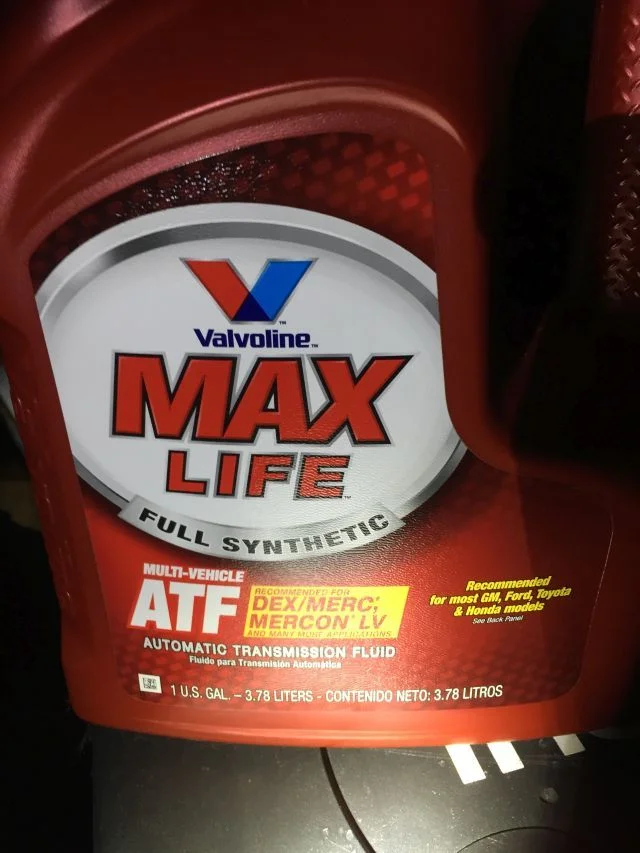 Valvoline™
MAX
LIFE™
FULL SYNTHETIC
MULTI-VEHICLE
ATF
RECOMMENDED FOR
DEX/MERC;
MERCON LV
AND MANY MORE APPLICATIONS
Recommended
for most GM, Ford, Toyota
& Honda models
See Back Panel
AUTOMATIC TRANSMISSION FLUID
Fluido para Transmisión Automática
1 U.S. GAL. – 3.78 LITERS - CONTENIDO NETO: 3.78 LITROS